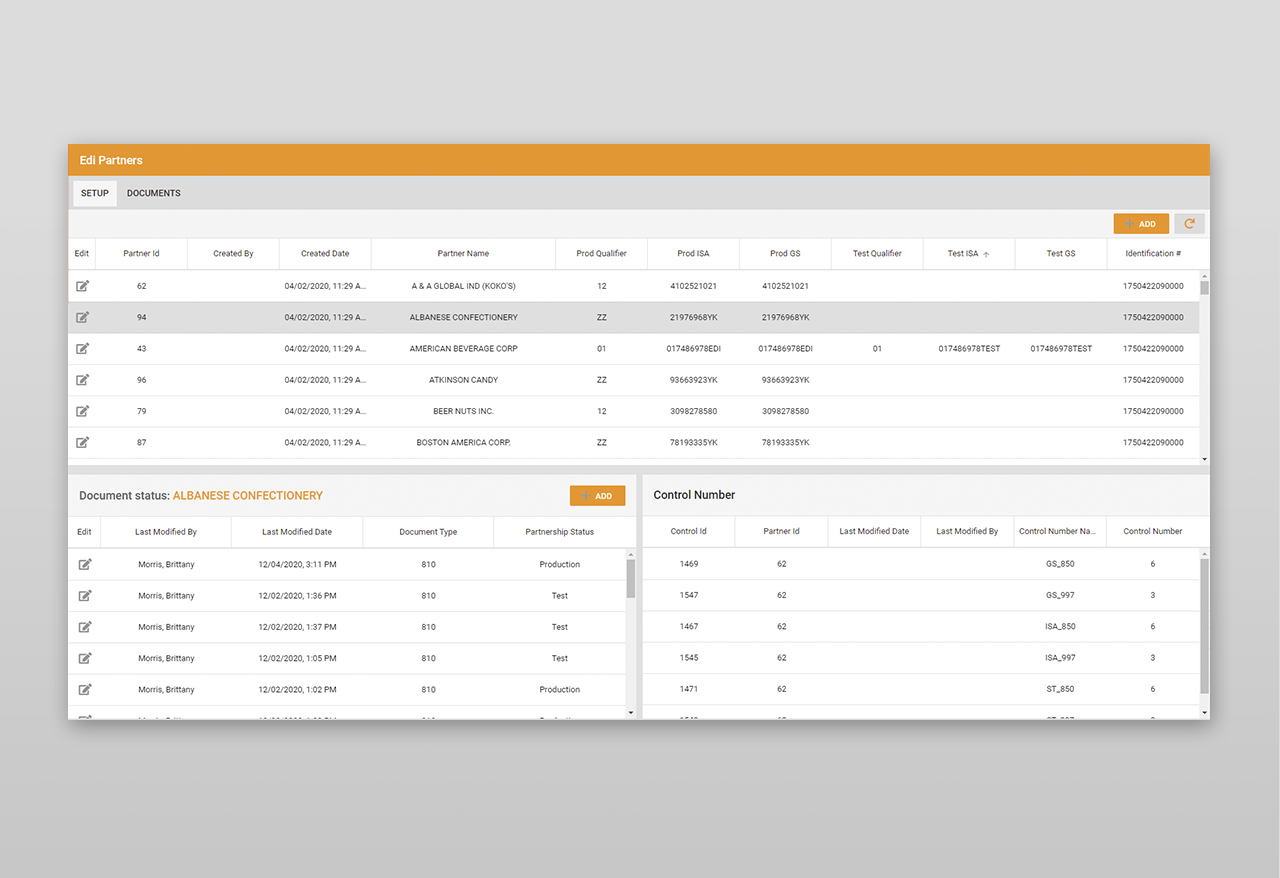 Edi Partners
SETUP DOCUMENTS
ADD
Edit Partner Id Created By Created Date Partner Name Prod Qualifier Prod ISA Prod GS Test Qualifier Test ISA Test GS Identification #
62 04/02/2020, 11:29 A... A & A GLOBAL IND (KOKO'S) 12 4102521021 4102521021 1750422090000
94 04/02/2020, 11:29 A... ALBANESE CONFECTIONERY ZZ 21976968YK 21976968YK 1750422090000
43 04/02/2020, 11:29 A... AMERICAN BEVERAGE CORP 01 017486978EDI 017486978EDI 01 017486978TEST 017486978TEST 1750422090000
96 04/02/2020, 11:29 A... ATKINSON CANDY ZZ 93663923YK 93663923YK 1750422090000
79 04/02/2020, 11:29 A... BEER NUTS INC. 12 3098278580 3098278580 1750422090000
87 04/02/2020, 11:29 A... BOSTON AMERICA CORP. ZZ 78193335YK 78193335YK 1750422090000
Document status: ALBANESE CONFECTIONERY ADD
Edit Last Modified By Last Modified Date Document Type Partnership Status
Morris, Brittany 12/04/2020, 3:11 PM 810 Production
Morris, Brittany 12/02/2020, 1:36 PM 810 Test
Morris, Brittany 12/02/2020, 1:37 PM 810 Test
Morris, Brittany 12/02/2020, 1:05 PM 810 Test
Morris, Brittany 12/02/2020, 1:02 PM 810 Production
Control Number
Control Id Partner Id Last Modified Date Last Modified By Control Number Na... Control Number
1469 62 GS_850 6
1547 62 GS_997 3
1467 62 ISA_850 6
1545 62 ISA_997 3
1471 62 ST_850 6